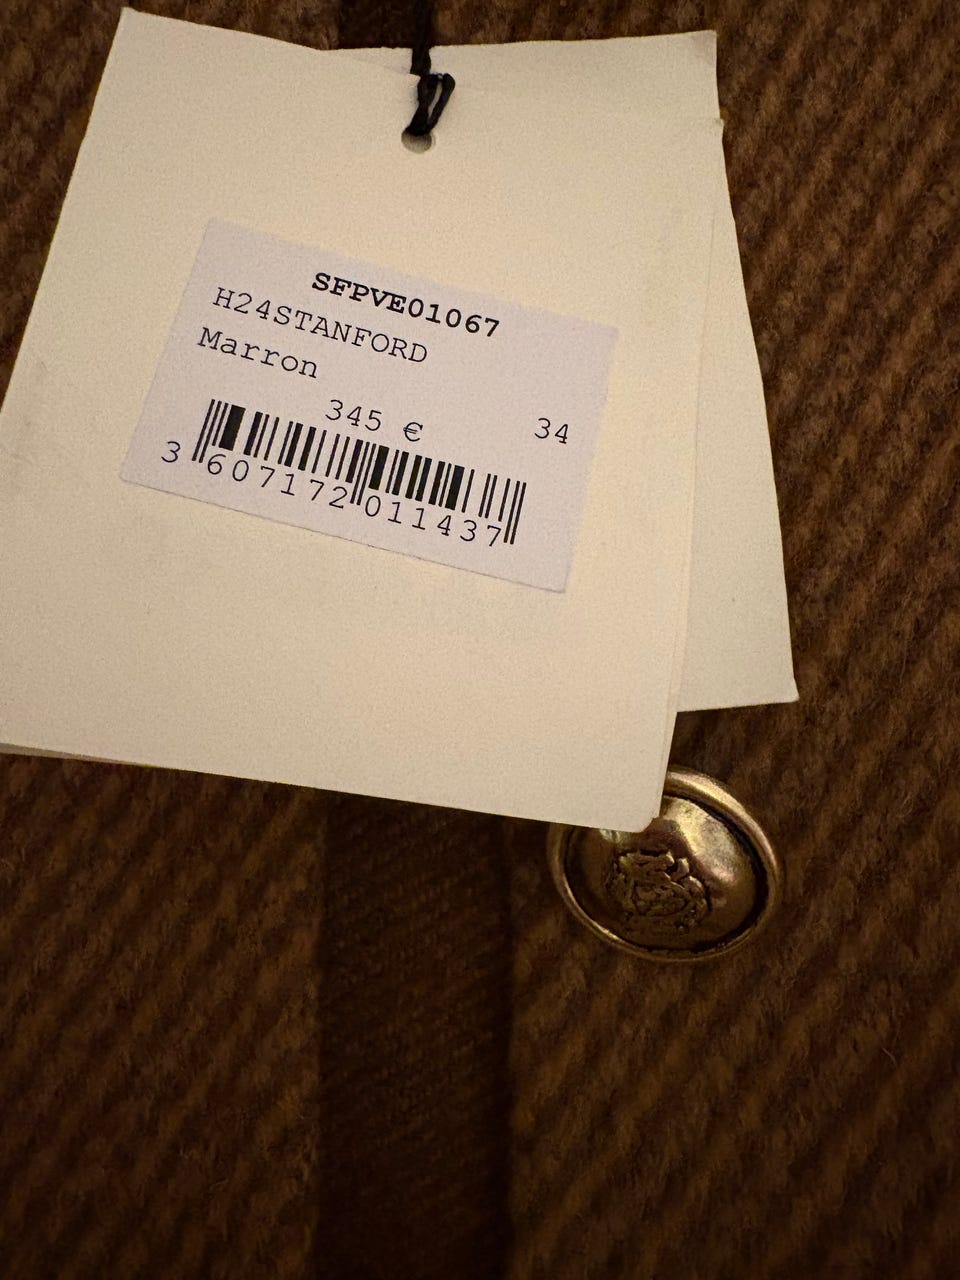 SFPVE01067
H24STANFORD
Marron
345 € 34
3 607172 011437